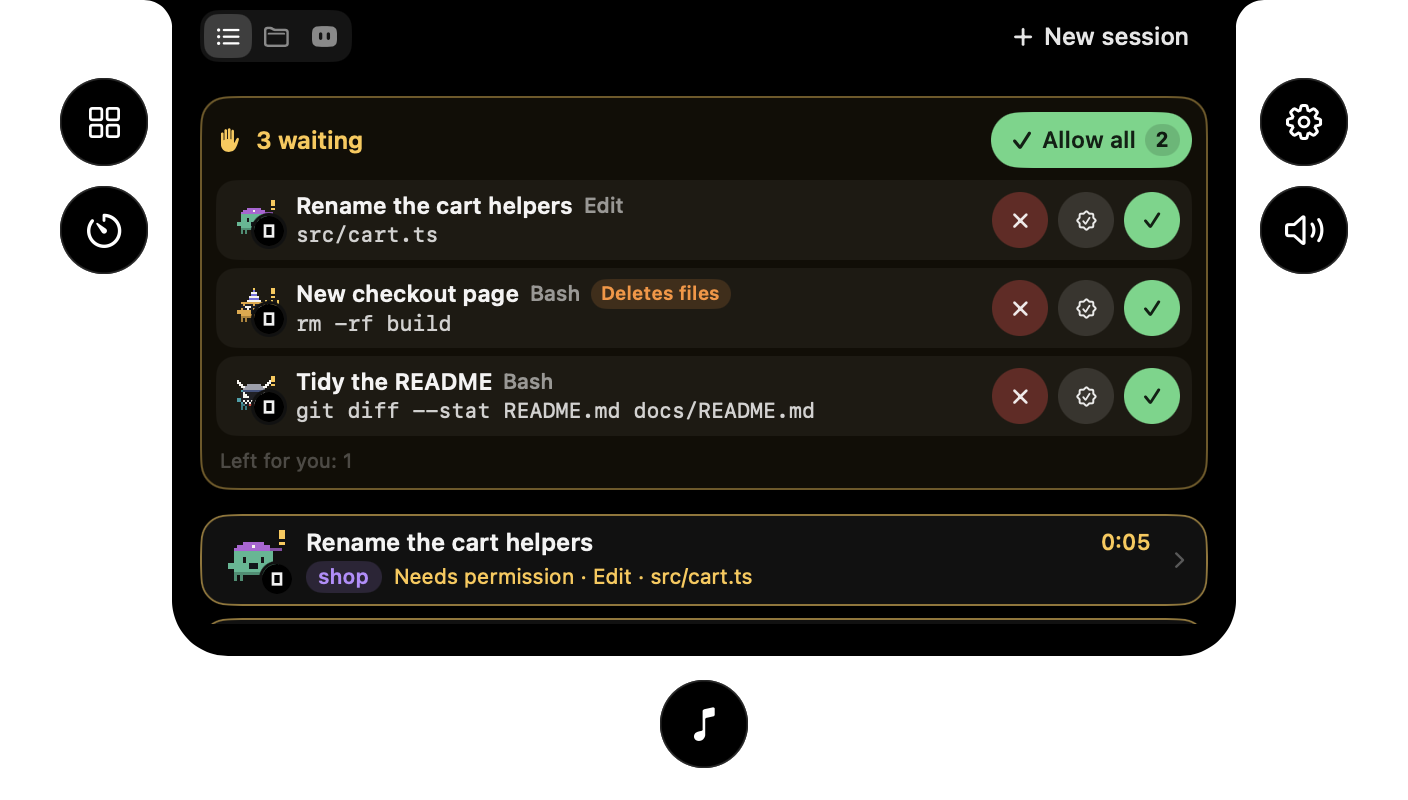 New session
3 waiting
Allow all 2
Rename the cart helpers Edit
src/cart.ts
New checkout page Bash Deletes files
rm -rf build
Tidy the README Bash
git diff --stat README.md docs/README.md
Left for you: 1
Rename the cart helpers 0:05
shop Needs permission · Edit · src/cart.ts